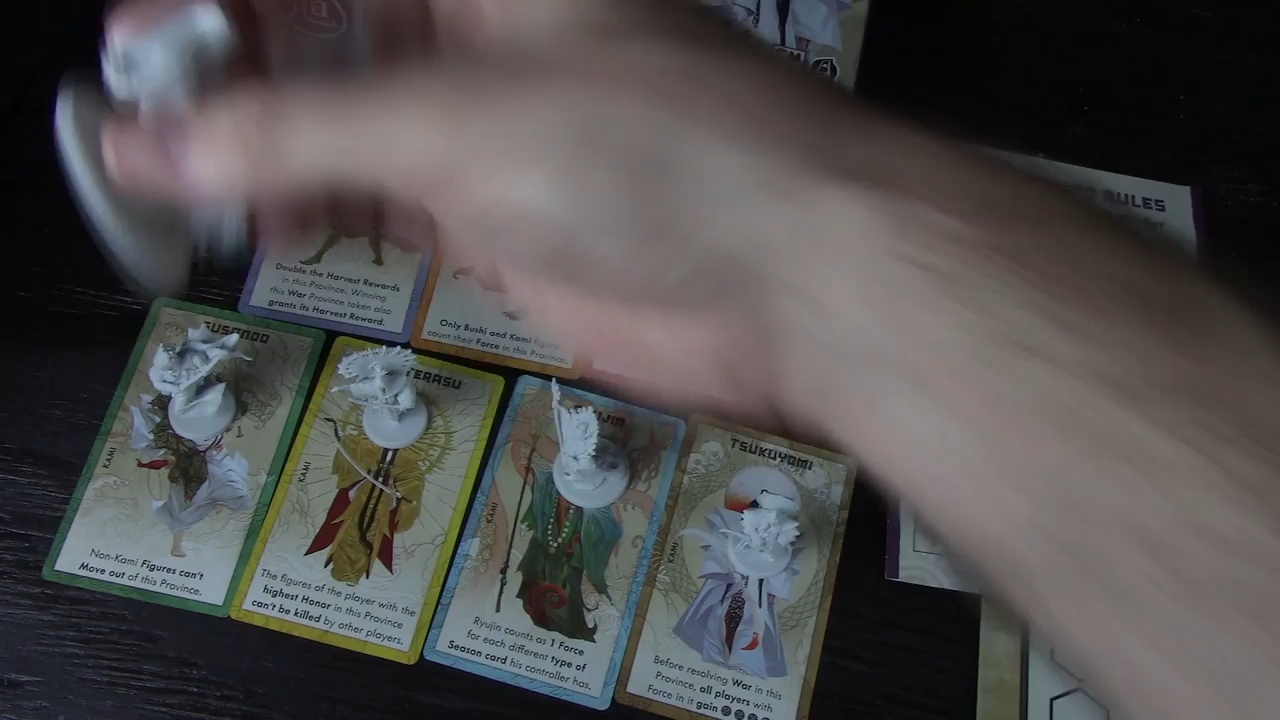 RULES
Double the Harvest Rewards
in this Province. Winning
this War Province taken also
grants its Harvest Reward.
Only Bushi and Kami
count their Force in this Province.
SUSANOO
KAMI
Non-Kami Figures can't
Move out of this Province.
TERASU
KAMI
The figures of the player with the
highest Honor in this Province
can't be killed by other players.
KAMI
Ryujin counts as 1 Force
for each different type of
Season card his controller has.
TSUKUYOMI
KAMI
Before resolving War in this
Province, all players with
Force in it gain